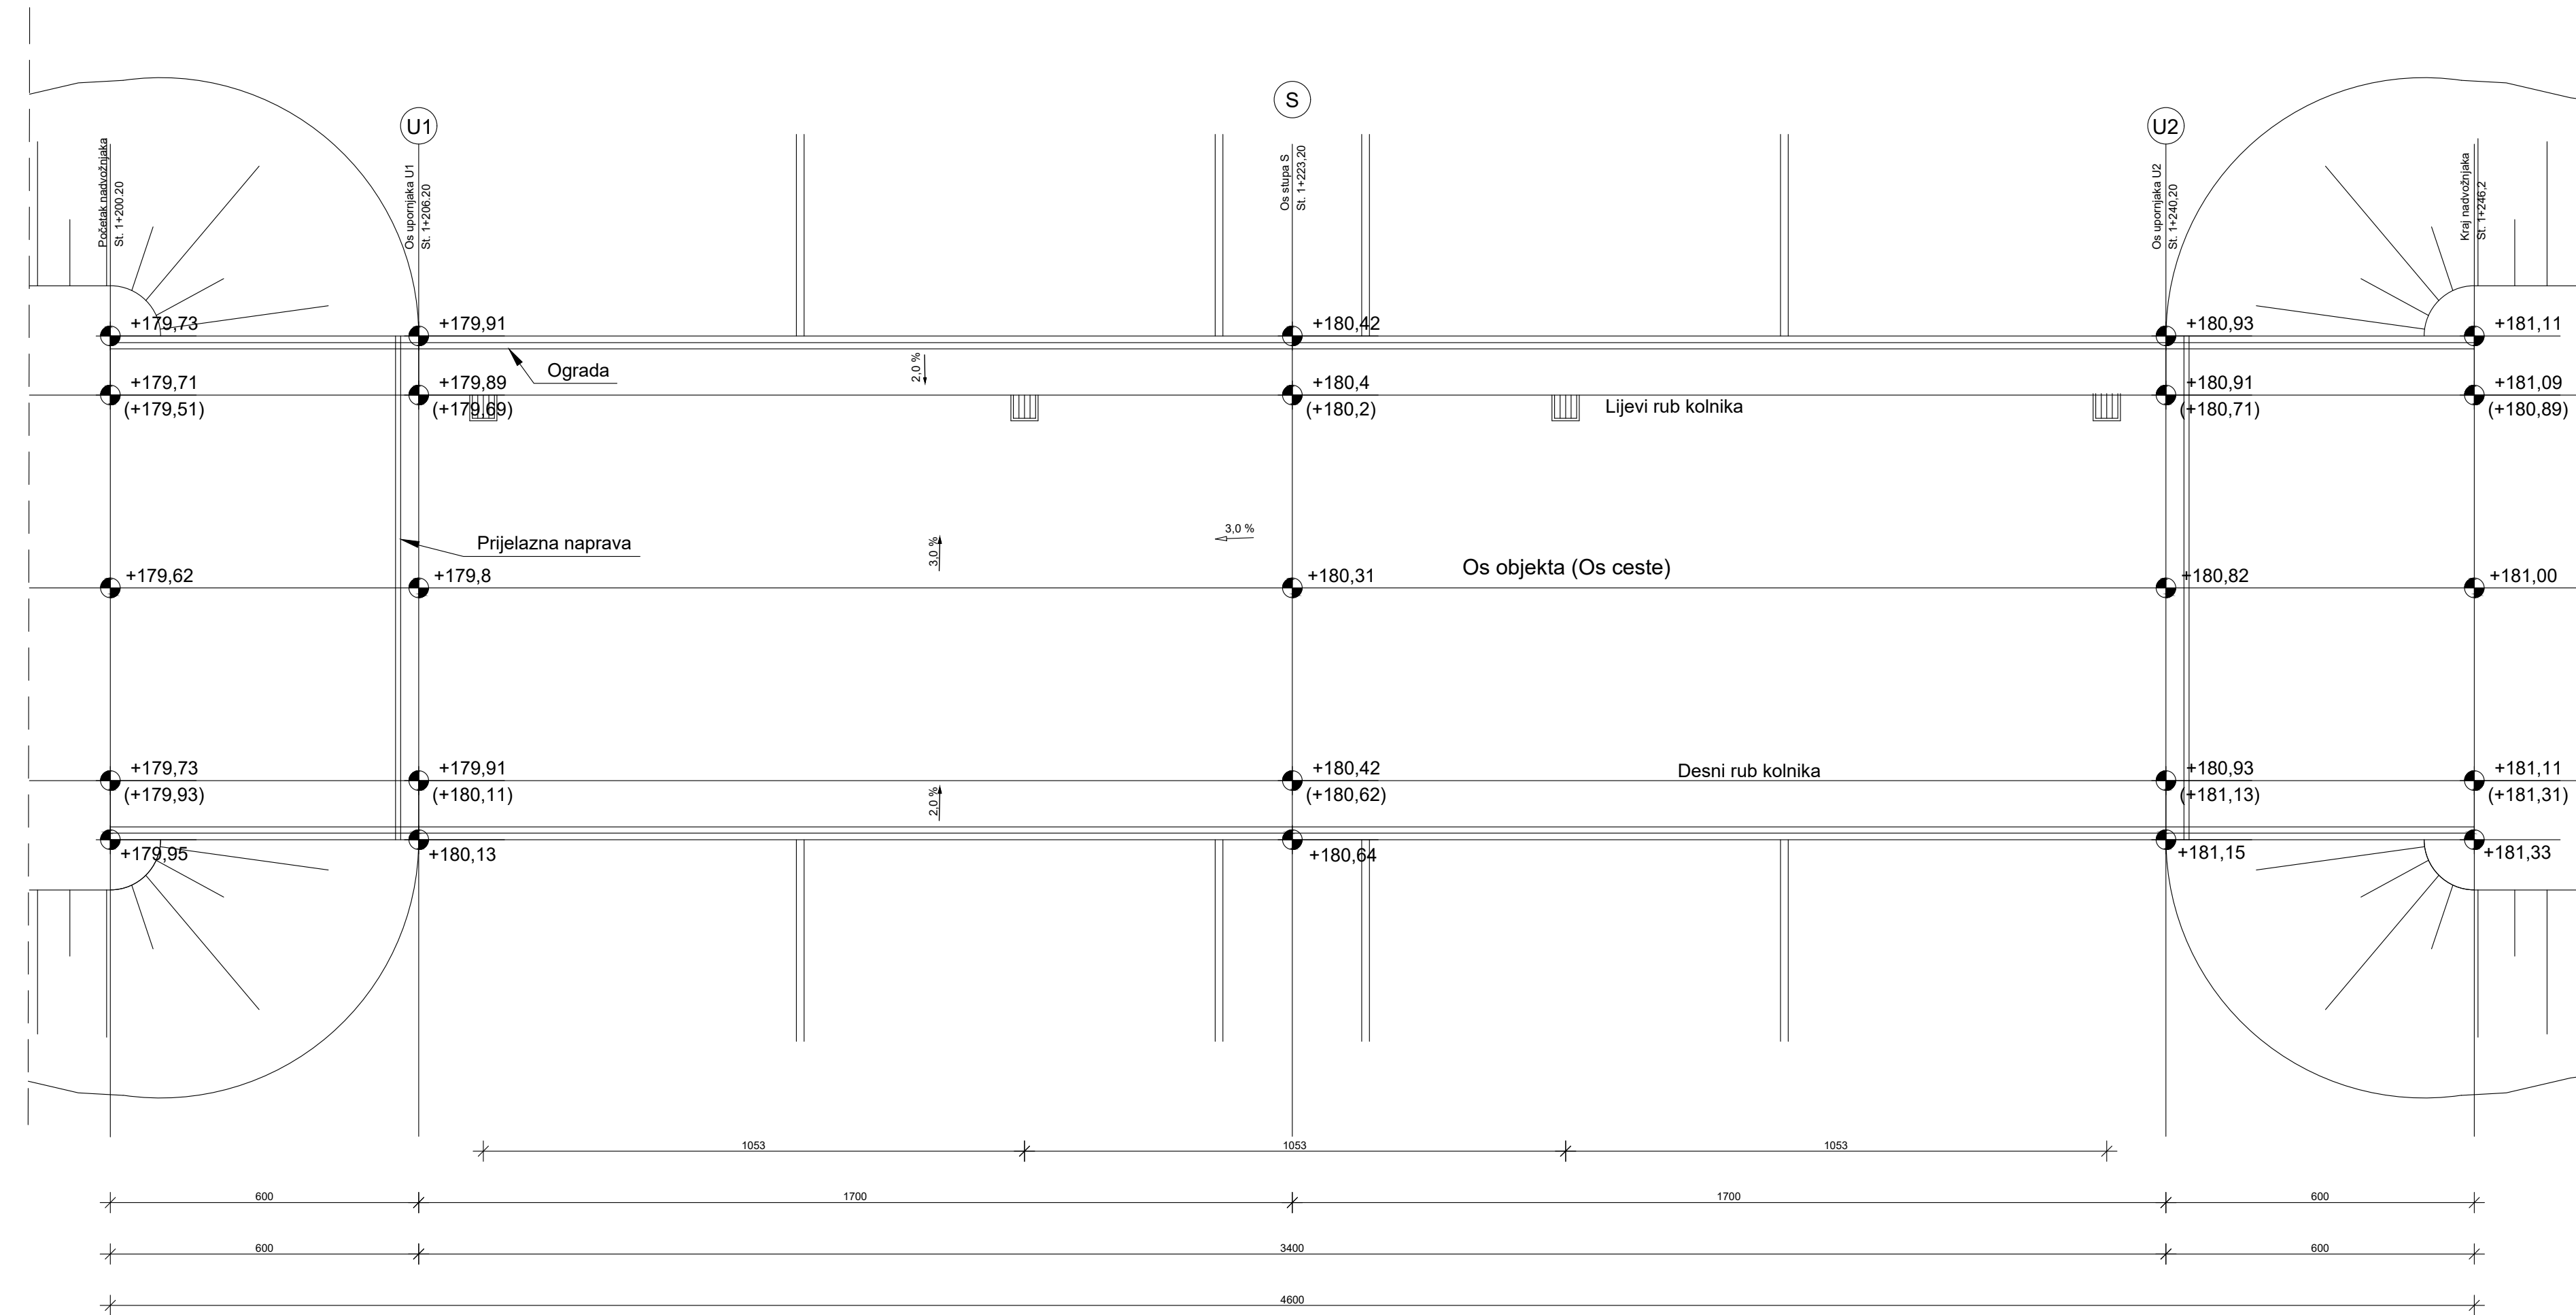 S
U1
U2
Početak nadvožnjaka
St. 1+200.20
Os upornjaka U1
St. 1+206.20
Os stupa S
St. 1+223,20
Os upornjaka U2
St. 1+240,20
Kraj nadvožnjaka
St. 1+246,2
+179,73
+179,91
+180,42
+180,93
+181,11
Ograda
2,0 %
+179,71
+179,89
+180,4
+180,91
+181,09
(+179,51)
(+179,69)
(+180,2)
Lijevi rub kolnika
(+180,71)
(+180,89)
Prijelazna naprava
3,0 %
3,0 %
Os objekta (Os ceste)
+179,62
+179,8
+180,31
+180,82
+181,00
+179,73
+179,91
+180,42
Desni rub kolnika
+180,93
+181,11
(+179,93)
(+180,11)
2,0 %
(+180,62)
(+181,13)
(+181,31)
+179,95
+180,13
+180,64
+181,15
+181,33
1053
1053
1053
600
1700
1700
600
600
3400
600
4600